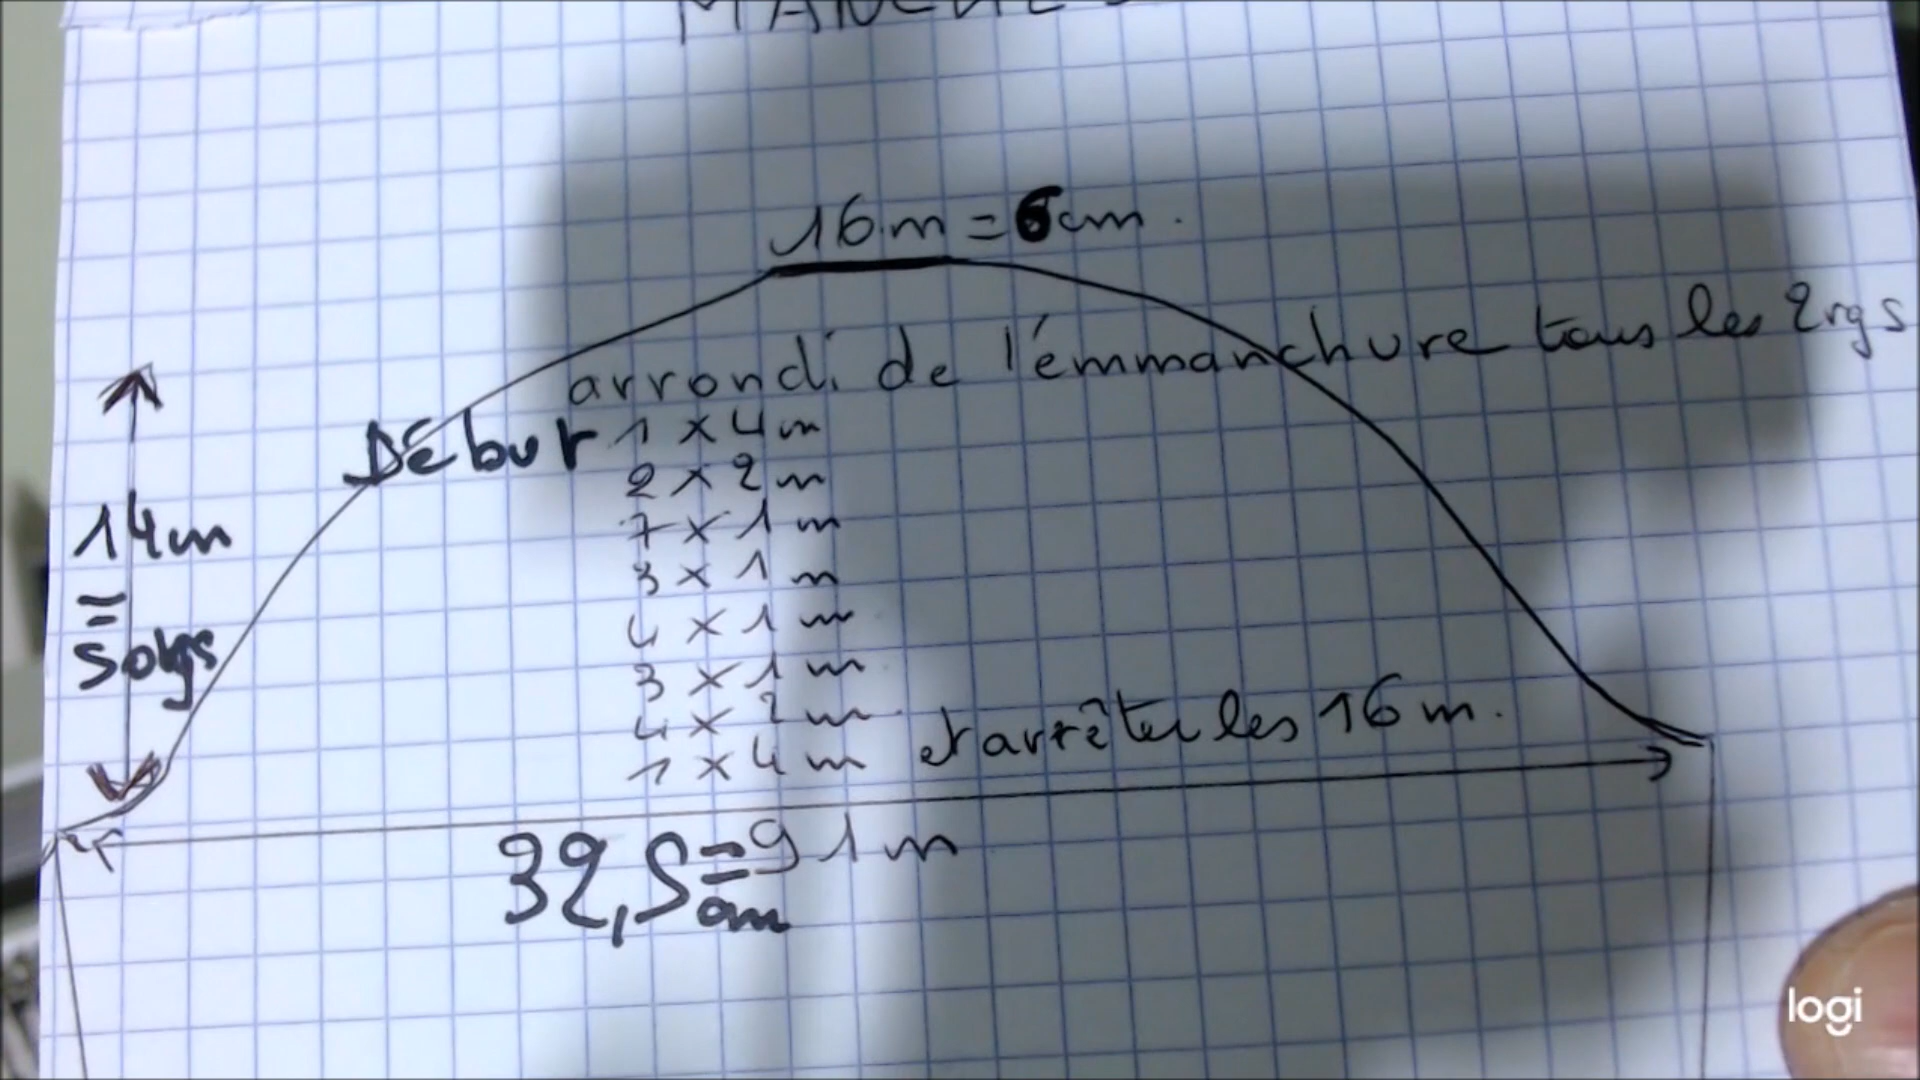 16m = 6cm.
arrondi de l'émmanchure tous les 2rgs
Début 1 x 4m
2 x 2m
7 x 1m
3 x 1m
4 x 1m
3 x 1m
4 x 2m
1 x 4m et arrêter les 16m.
14m
=
50rgs
32,5cm = 91m
logi